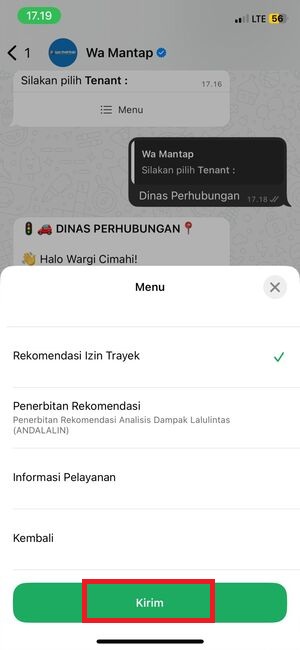 17.19
LTE 56
1
Wa Mantap
Silakan pilih Tenant :
17.16
Menu
Wa Mantap
Silakan pilih Tenant :
Dinas Perhubungan 17.18
🚦🚗 DINAS PERHUBUNGAN📍
👋 Halo Wargi Cimahi!
Menu
Rekomendasi Izin Trayek
Penerbitan Rekomendasi
Penerbitan Rekomendasi Analisis Dampak Lalulintas
(ANDALALIN)
Informasi Pelayanan
Kembali
Kirim